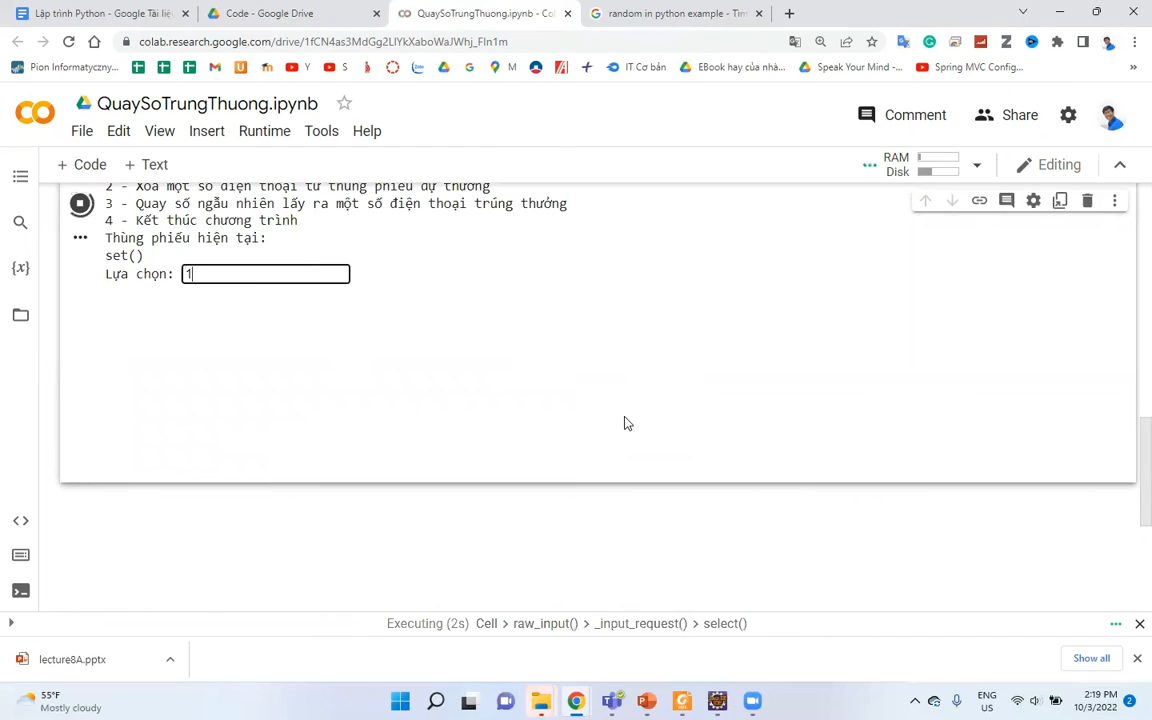 Lập trình Python - Google Tài liệu
Code - Google Drive
QuaySoTrungThuong.ipynb - Co
random in python example - Tìm
colab.research.google.com/drive/1fCN4as3MdGg2LlYkXaboWaJWhj_FIn1m
Pion Informatyczny...
Y
S
M
IT Cơ bản
EBook hay của nhà...
Speak Your Mind -...
Spring MVC Config...
QuaySoTrungThuong.ipynb
Comment
Share
File Edit View Insert Runtime Tools Help
+ Code + Text
RAM
Disk
Editing
2 - Xóa một số điện thoại từ thùng phiếu dự thưởng
3 - Quay số ngẫu nhiên lấy ra một số điện thoại trúng thưởng
4 - Kết thúc chương trình
Thùng phiếu hiện tại:
set()
Lựa chọn: 1
Executing (2s) Cell > raw_input() > _input_request() > select()
lecture8A.pptx
Show all
55°F
Mostly cloudy
ENG
US
2:19 PM
10/3/2022
2